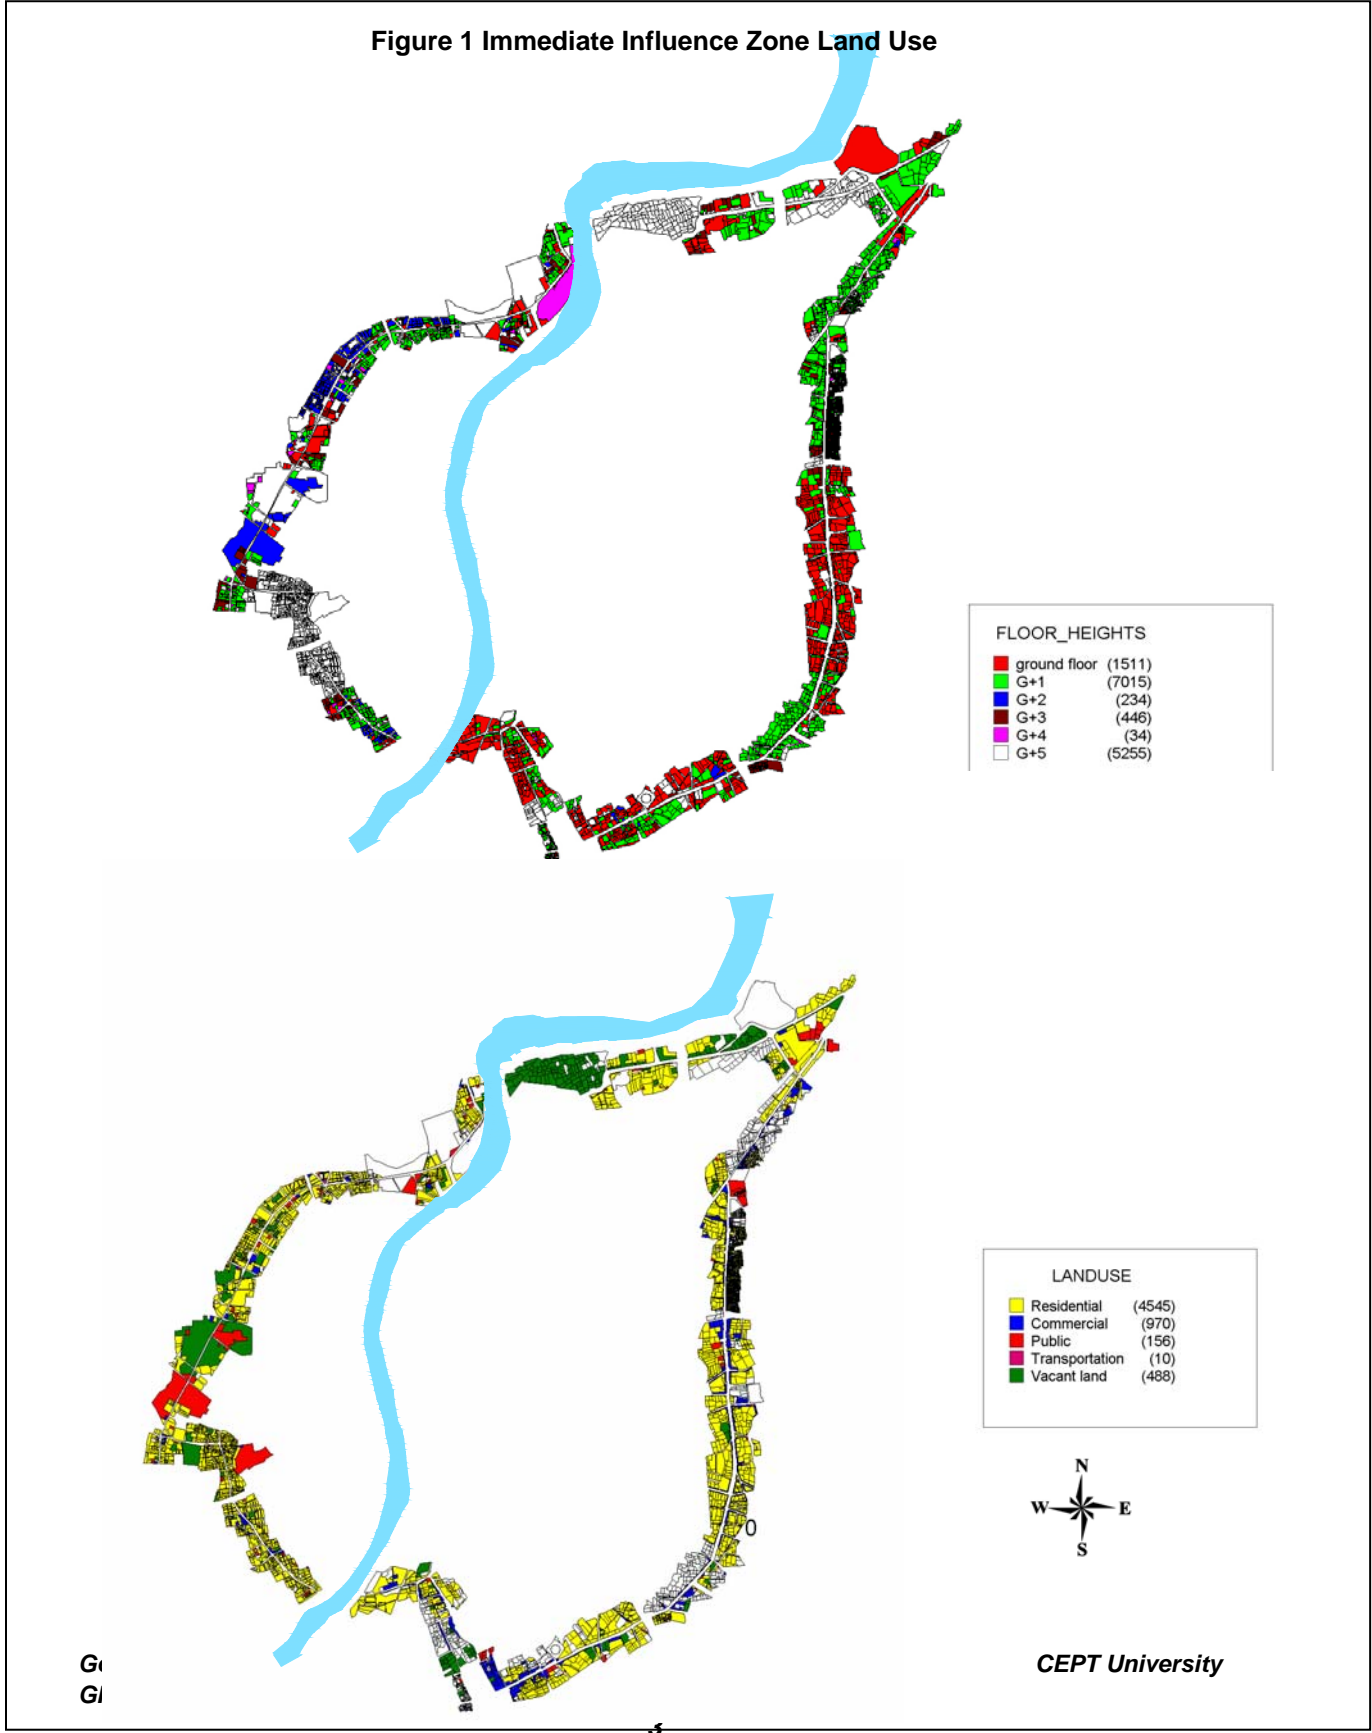 Figure 1 Immediate Influence Zone Land Use
FLOOR_HEIGHTS
ground floor (1511)
G+1 (7015)
G+2 (234)
G+3 (446)
G+4 (34)
G+5 (5255)
LANDUSE
Residential (4545)
Commercial (970)
Public (156)
Transportation (10)
Vacant land (488)
N
W E
S
0
CEPT University